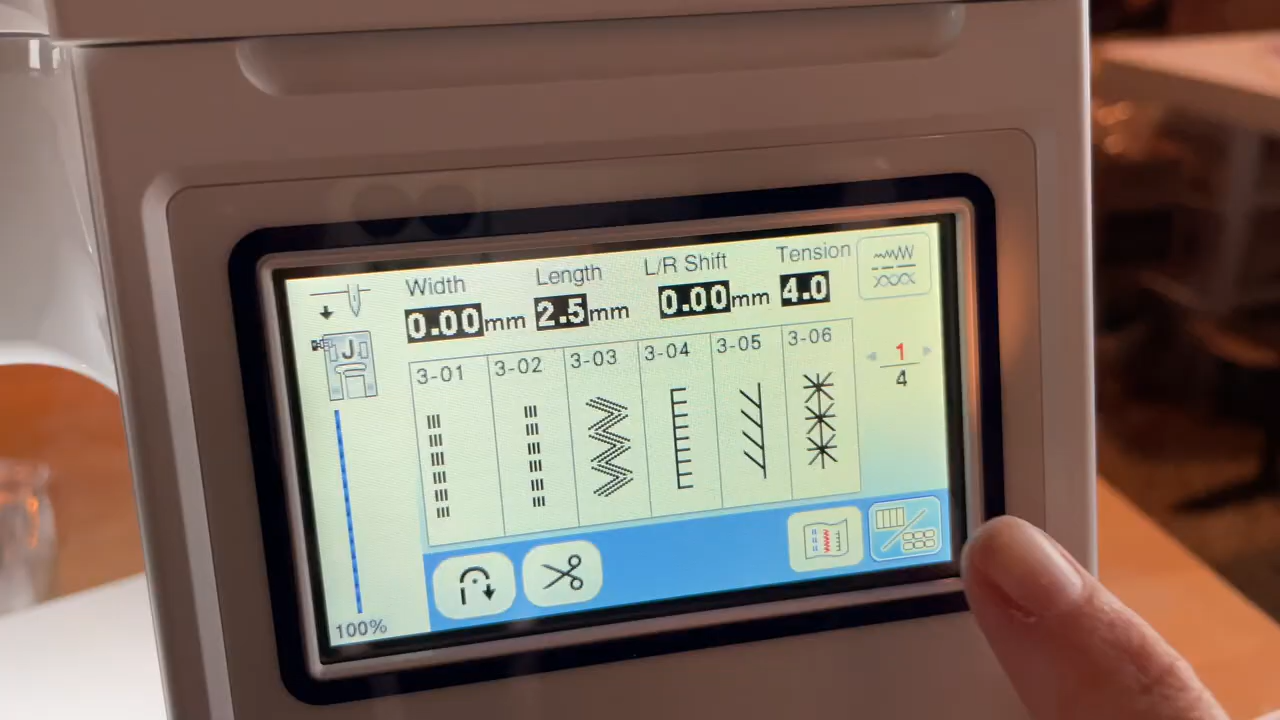 Width Length L/R Shift Tension
0.00mm 2.5mm 0.00mm 4.0
J
3-01 3-02 3-03 3-04 3-05 3-06
1
4
100%